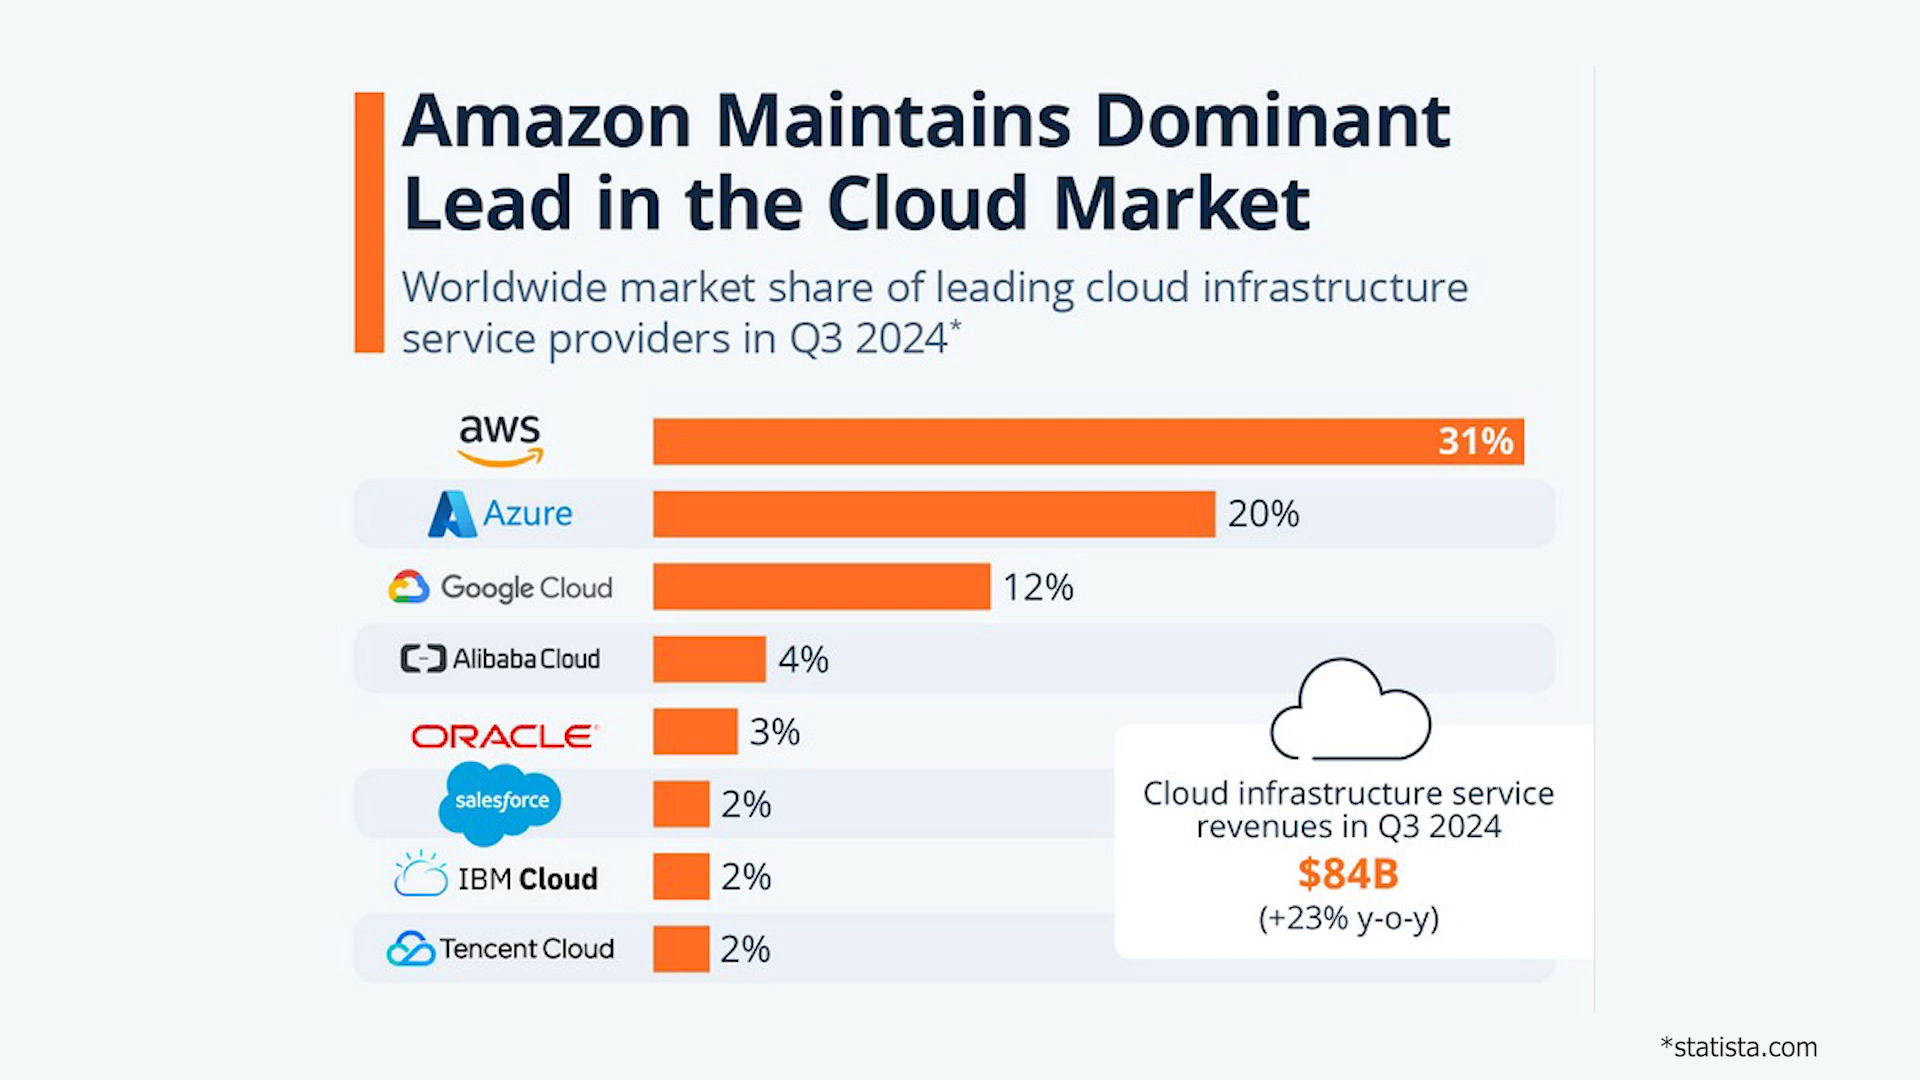 Amazon Maintains Dominant
Lead in the Cloud Market
Worldwide market share of leading cloud infrastructure
service providers in Q3 2024*
aws
31%
Azure
20%
Google Cloud
12%
Alibaba Cloud
4%
ORACLE
3%
salesforce
2%
IBM Cloud
2%
Tencent Cloud
2%
Cloud infrastructure service
revenues in Q3 2024
$84B
(+23% y-o-y)
*statista.com